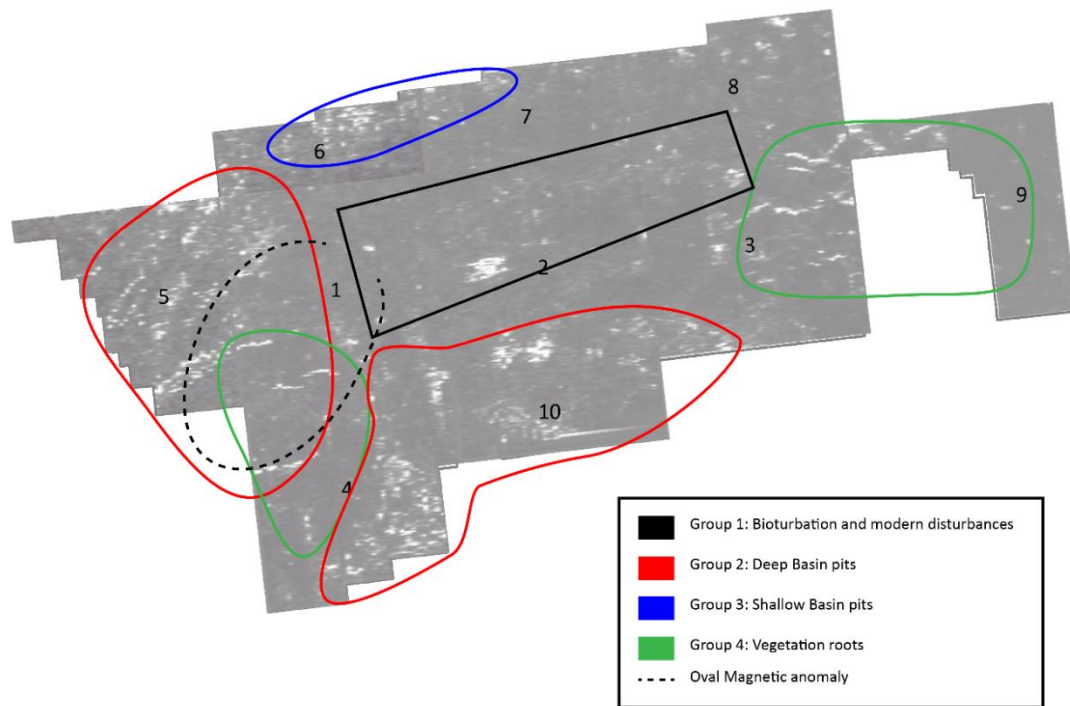 8
7
6
9
3
2
5
1
10
4
Group 1: Bioturbation and modern disturbances
Group 2: Deep Basin pits
Group 3: Shallow Basin pits
Group 4: Vegetation roots
Oval Magnetic anomaly